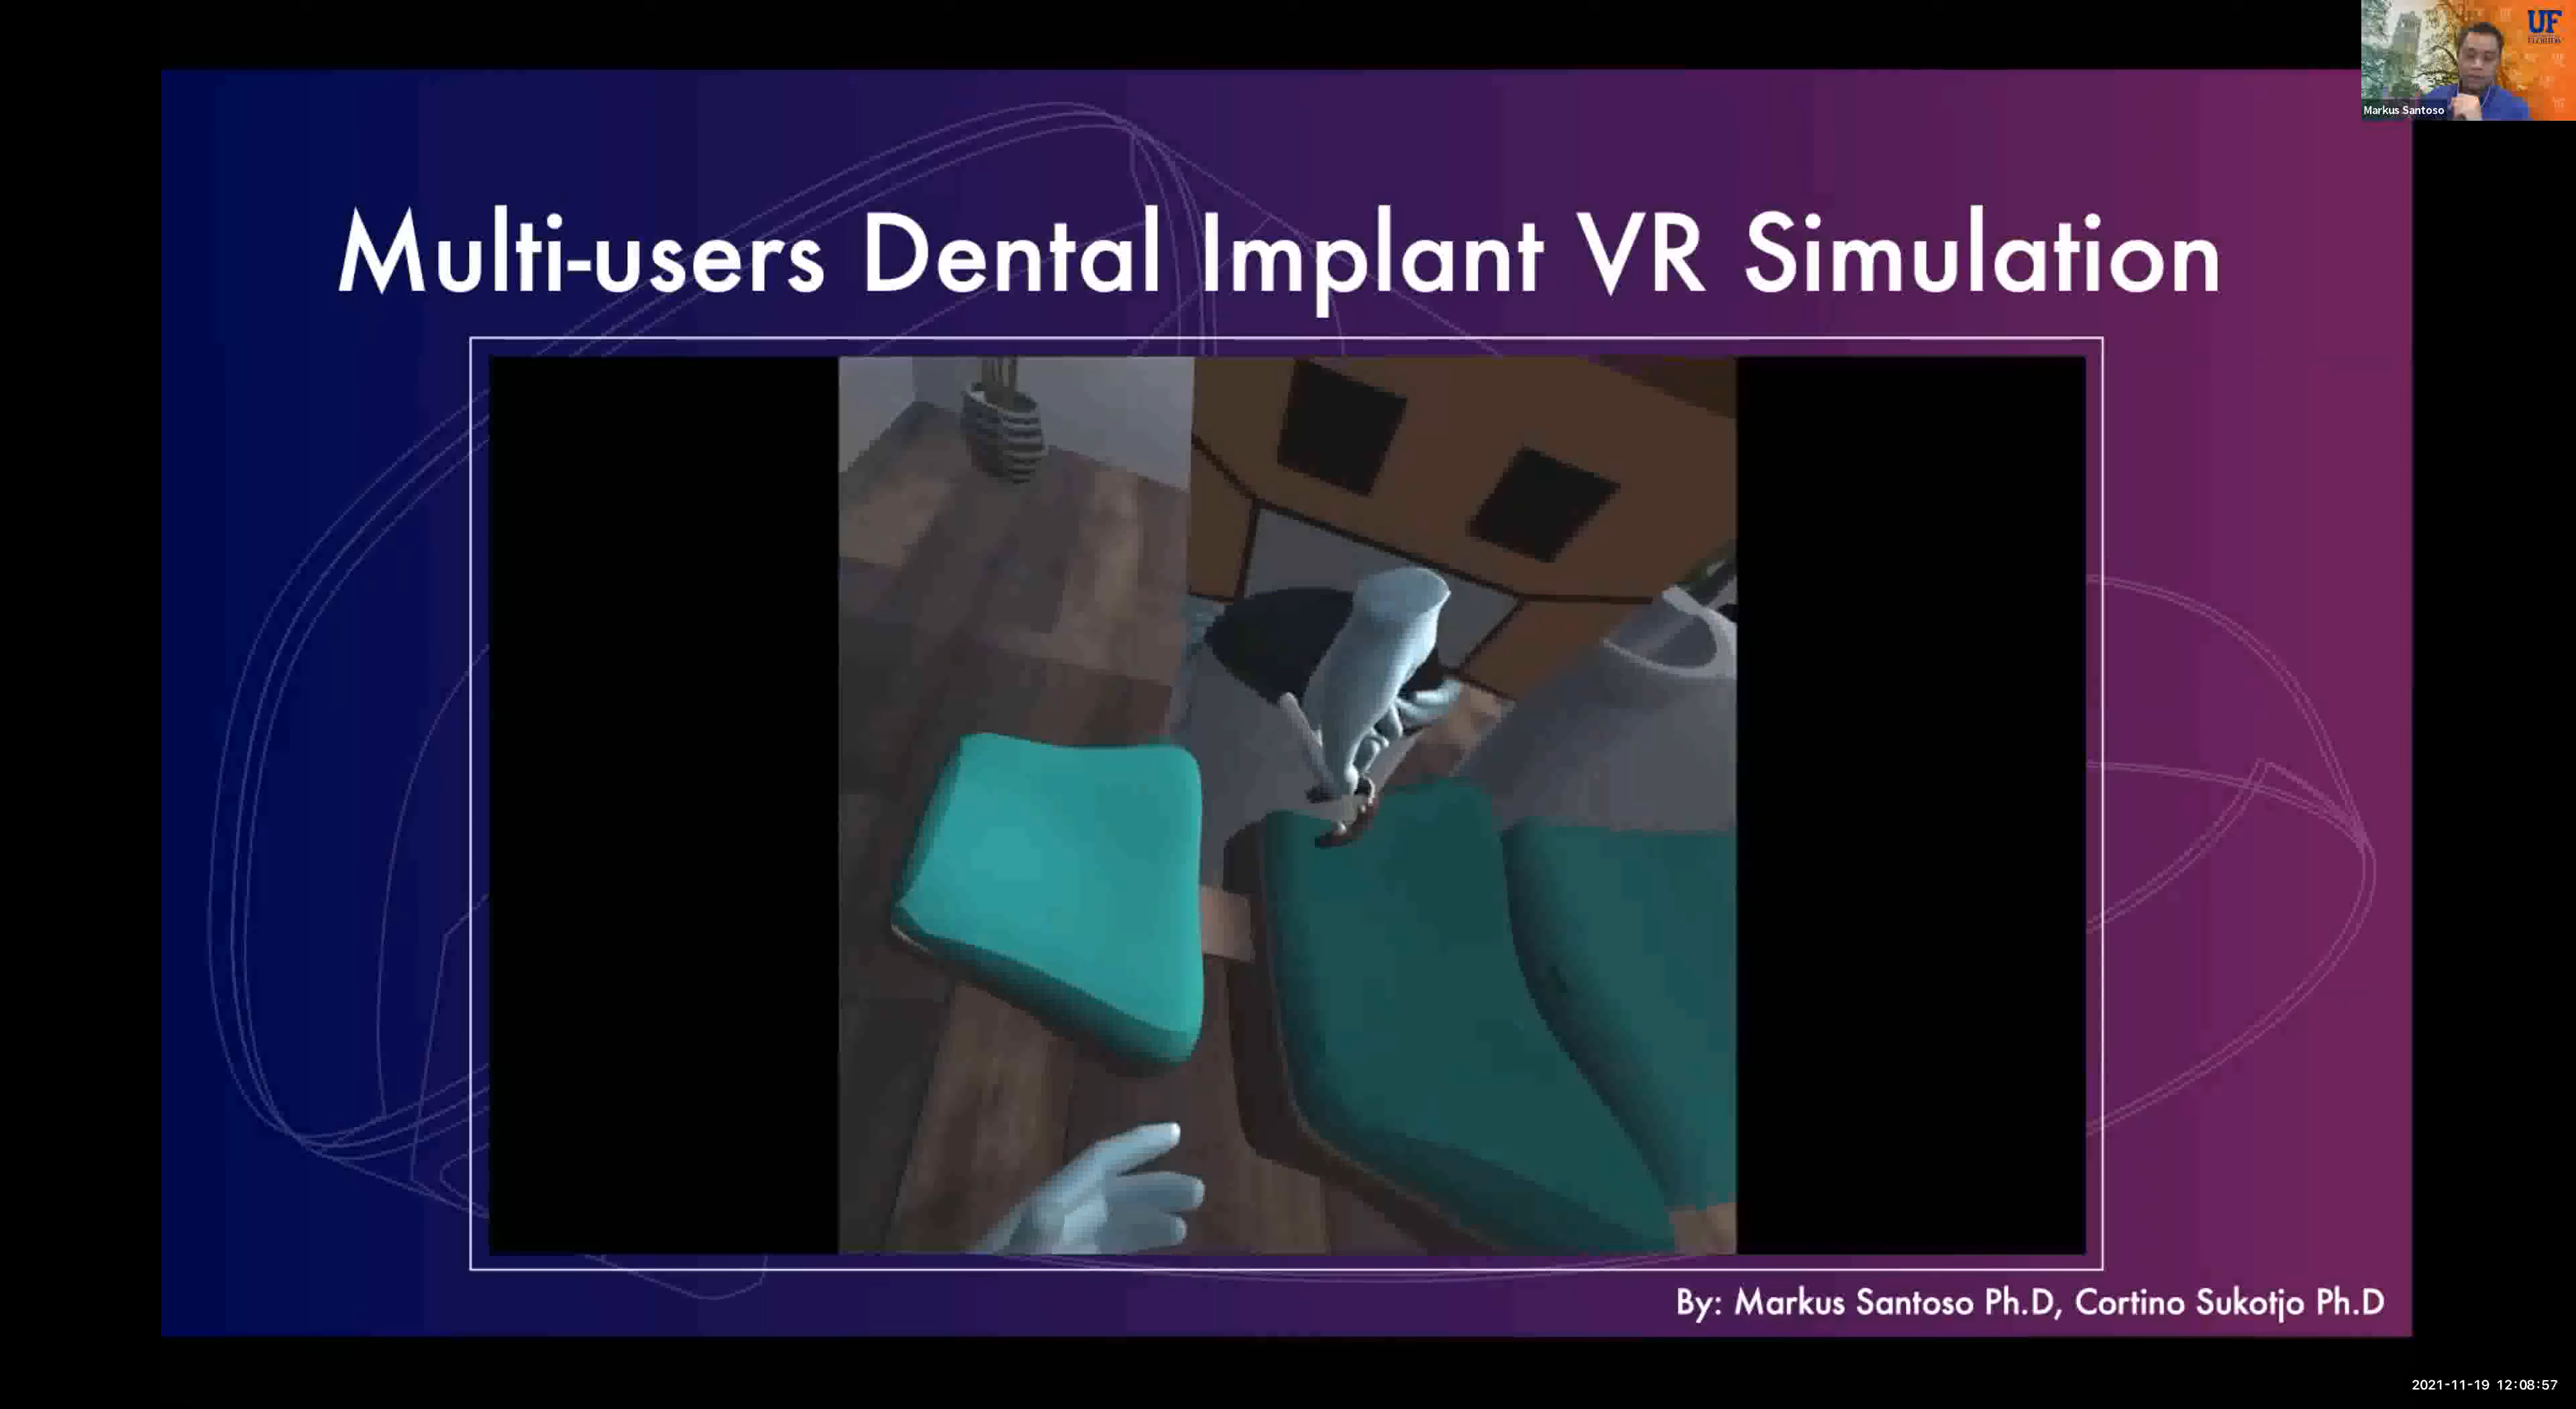 UF
FLORIDA
Markus Santoso
Multi-users Dental Implant VR Simulation
By: Markus Santoso Ph.D, Cortino Sukotjo Ph.D
2021-11-19 12:08:57